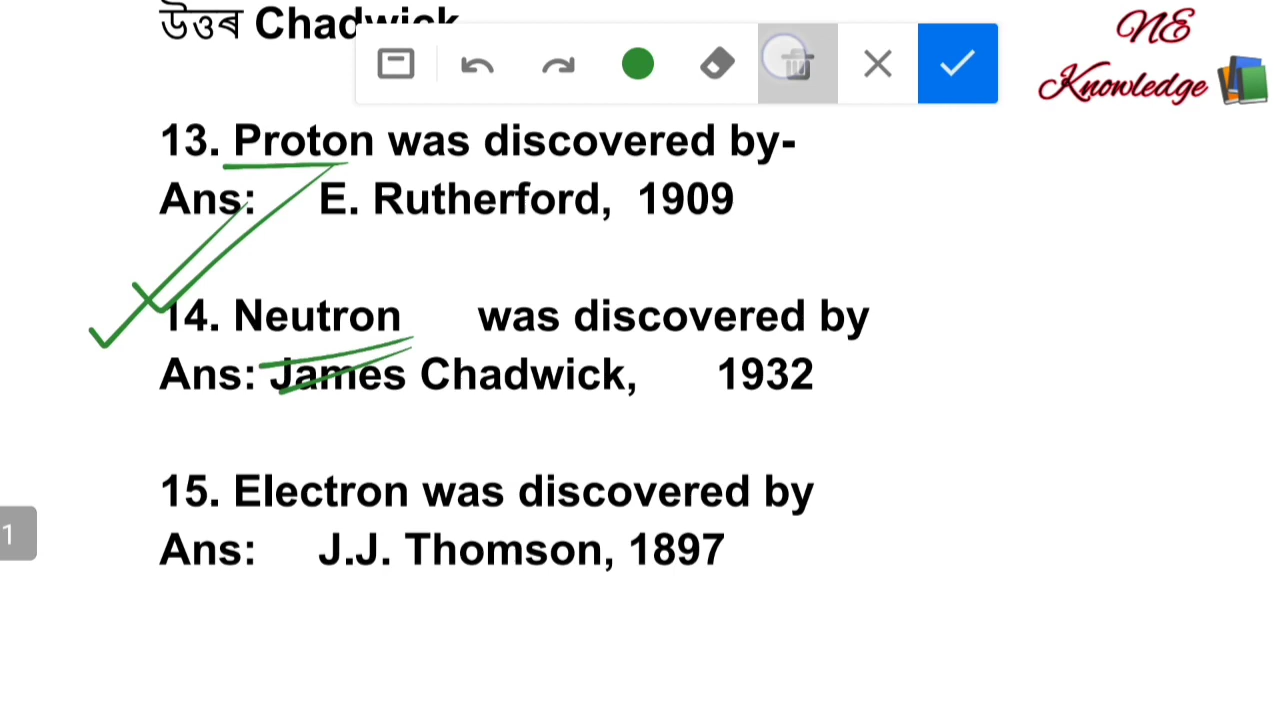 উত্তৰ Chadwick
NE
Knowledge
13. Proton was discovered by-
Ans: E. Rutherford, 1909
14. Neutron was discovered by
Ans: James Chadwick, 1932
15. Electron was discovered by
1
Ans: J.J. Thomson, 1897